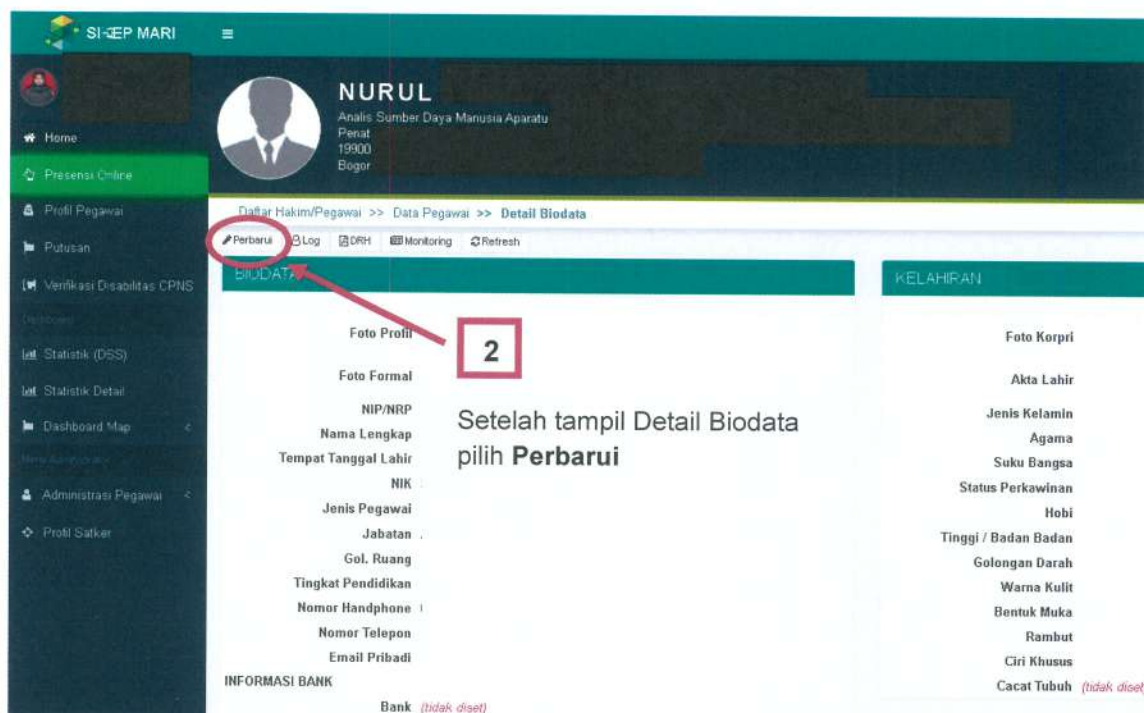 SIKEP MARI
NURUL
Analis Sumber Daya Manusia Aparatu
Penat
19900
Bogor
Home
Presensi Online
Profil Pegawai
Putusan
Verifikasi Disabilitas CPNS
Dashboard
Statistik (DSS)
Statistik Detail
Dashboard Map
Menu Administrator
Administrasi Pegawai
Profil Satker
Daftar Hakim/Pegawai >> Data Pegawai >> Detail Biodata
Perbarui Log DRH Monitoring Refresh
BIODATA
Foto Profil
Foto Formal
NIP/NRP
Nama Lengkap
Tempat Tanggal Lahir
NIK
Jenis Pegawai
Jabatan
Gol. Ruang
Tingkat Pendidikan
Nomor Handphone
Nomor Telepon
Email Pribadi
INFORMASI BANK
Bank (tidak diset)
2
Setelah tampil Detail Biodata
pilih Perbarui
KELAHIRAN
Foto Korpri
Akta Lahir
Jenis Kelamin
Agama
Suku Bangsa
Status Perkawinan
Hobi
Tinggi / Badan Badan
Golongan Darah
Warna Kulit
Bentuk Muka
Rambut
Ciri Khusus
Cacat Tubuh (tidak diset)